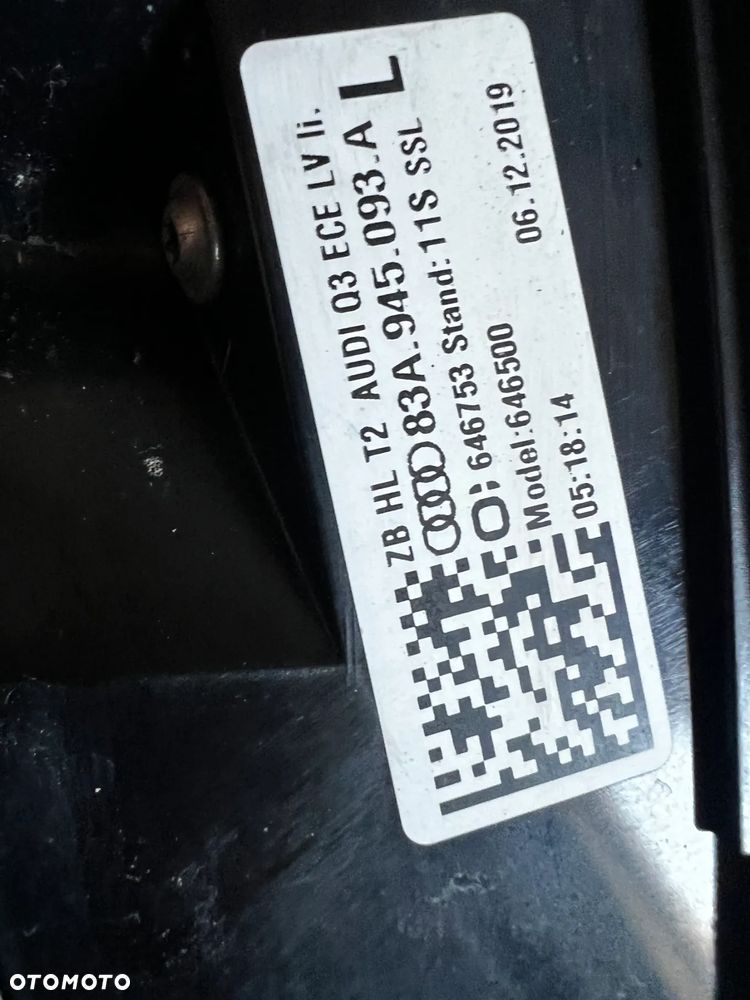 ZB HL T2 AUDI Q3 ECE LV li.
83A.945.093.A L
646753 Stand:11S SSL
Model:646500 06.12.2019
05:18:14
OTOMOTO